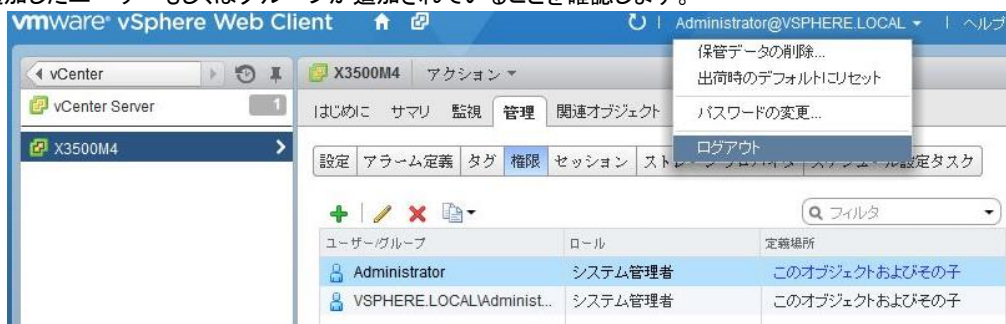 追加したユーザーもしくはグループが追加されていることを確認します。
vmware® vSphere Web Client
Administrator@VSPHERE.LOCAL
ヘルプ
保管データの削除...
出荷時のデフォルトにリセット
パスワードの変更...
ログアウト
vCenter
vCenter Server 1
X3500M4
X3500M4 アクション
はじめに サマリ 監視 管理 関連オブジェクト
設定 アラーム定義 タグ 権限 セッション
設定タスク
フィルタ
ユーザー/グループ ロール 定義場所
Administrator システム管理者 このオブジェクトおよびその子
VSPHERE.LOCAL\Administ... システム管理者 このオブジェクトおよびその子